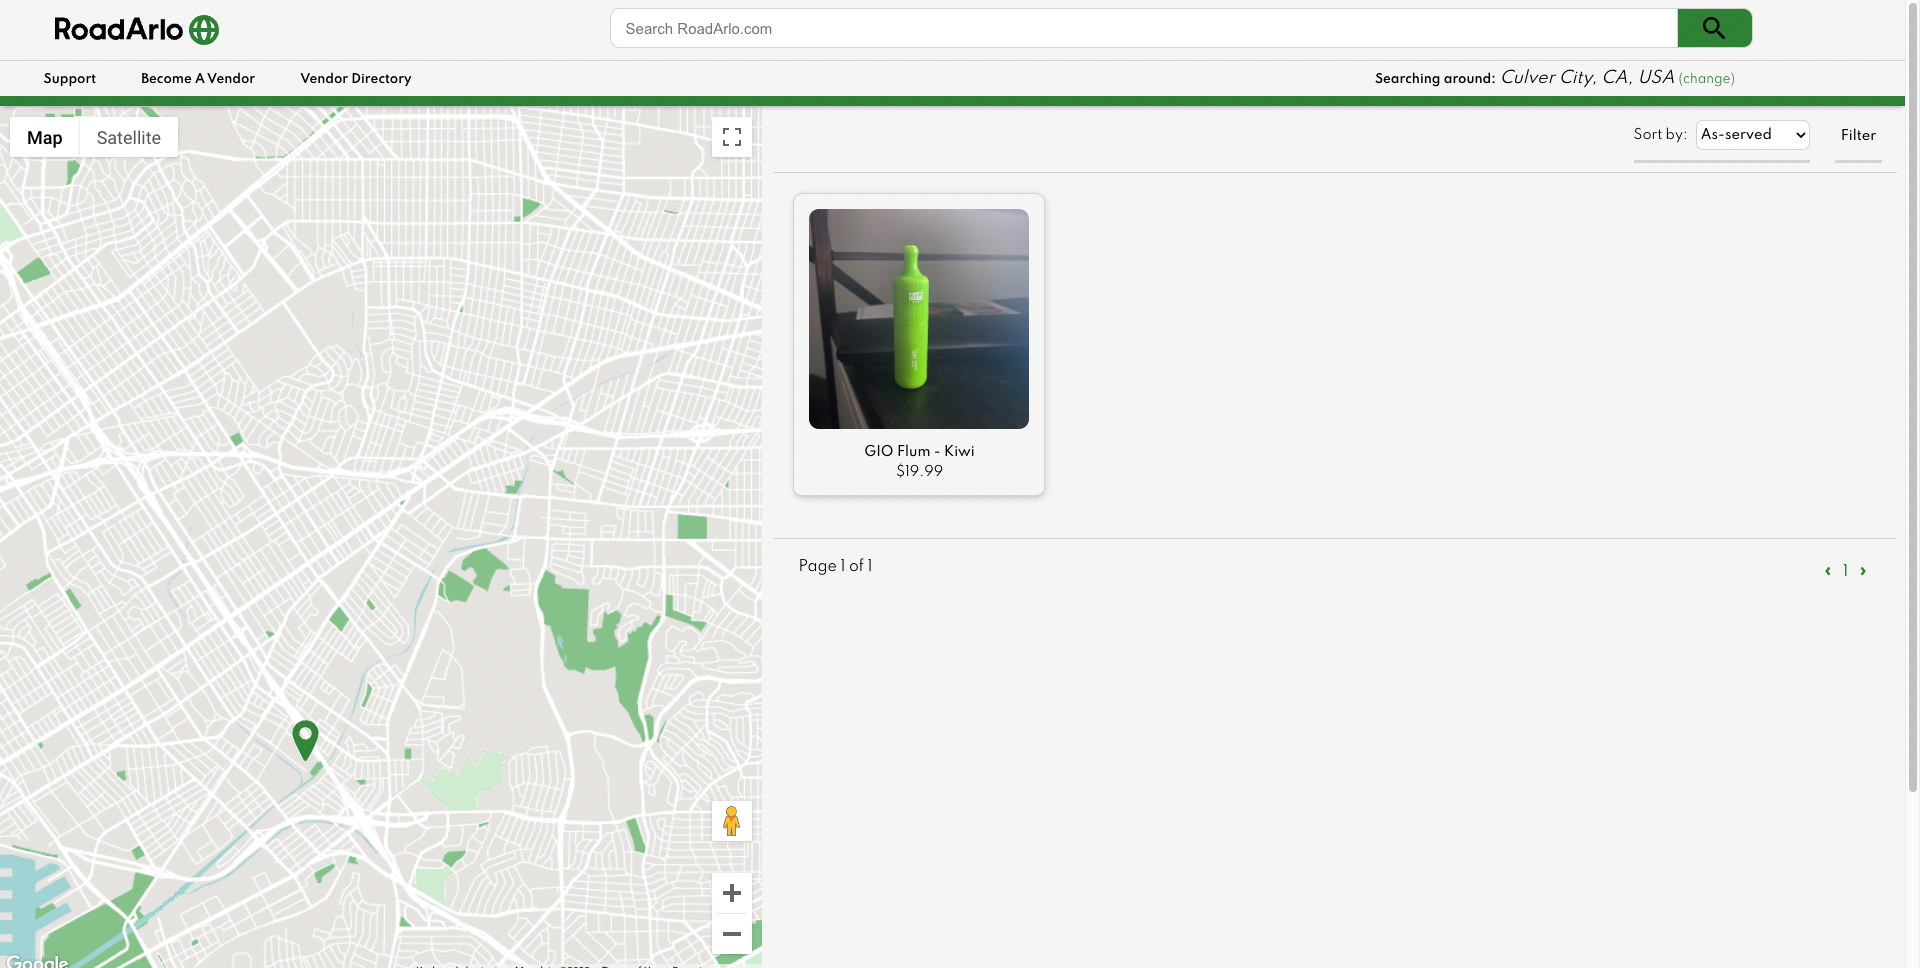 RoadArlo
Search RoadArlo.com
Support
Become A Vendor
Vendor Directory
Searching around: Culver City, CA, USA (change)
Map
Satellite
Sort by: As-served
Filter
FLUM
GIO Flum - Kiwi
$19.99
Page 1 of 1
‹ 1 ›
Google